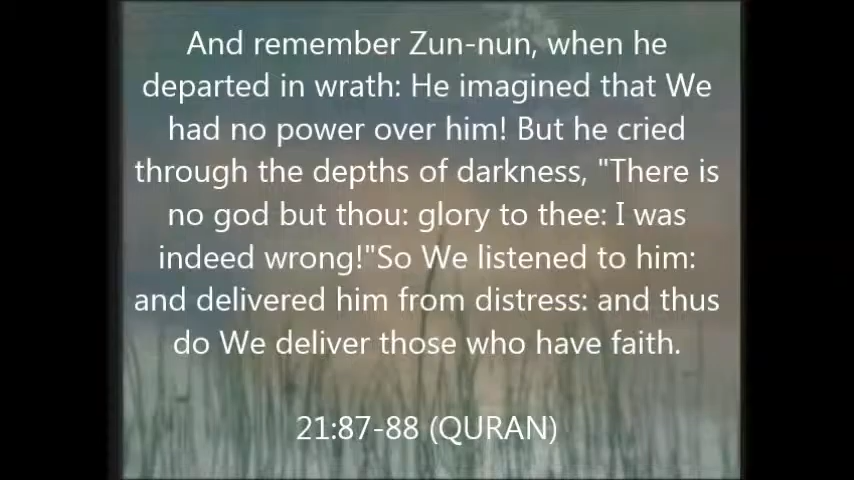 And remember Zun-nun, when he
departed in wrath: He imagined that We
had no power over him! But he cried
through the depths of darkness, "There is
no god but thou: glory to thee: I was
indeed wrong!"So We listened to him:
and delivered him from distress: and thus
do We deliver those who have faith.
21:87-88 (QURAN)